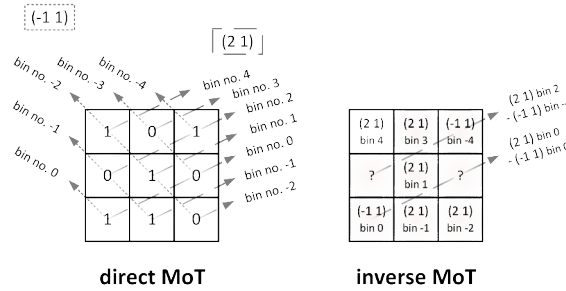 (-1 1)
(2 1)
bin no. -2
bin no. -3
bin no. -4
bin no. -1
bin no. 0
bin no. 4
bin no. 3
bin no. 2
bin no. 1
bin no. 0
bin no. -1
bin no. -2
1 0 1
0 1 0
1 1 0
direct MoT
(2 1) bin 2
- (-1 1) bin -4
(2 1) bin 0
- (-1 1) bin 0
(2 1) (2 1) (-1 1)
bin 4 bin 3 bin -4
? (2 1) ?
bin 1
(-1 1) (2 1) (2 1)
bin 0 bin -1 bin -2
inverse MoT